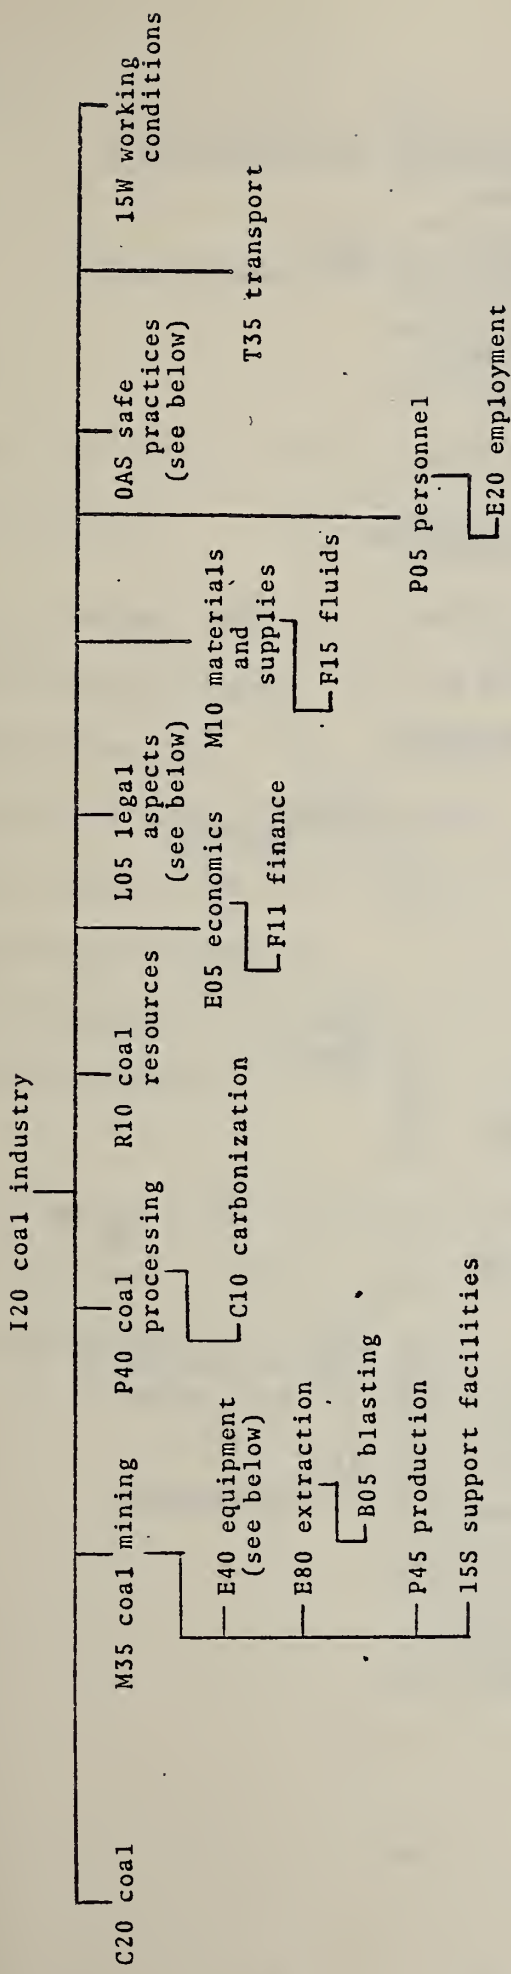 I20 coal industry
C20 coal
M35 coal mining
E40 equipment
(see below)
E80 extraction
B05 blasting
P45 production
15S support facilities
P40 coal
processing
C10 carbonization
R10 coal
resources
E05 economics
F11 finance
L05 legal
aspects
(see below)
M10 materials
and
supplies
F15 fluids
P05 personnel
E20 employment
0AS safe
practices
(see below)
T35 transport
15W working
conditions